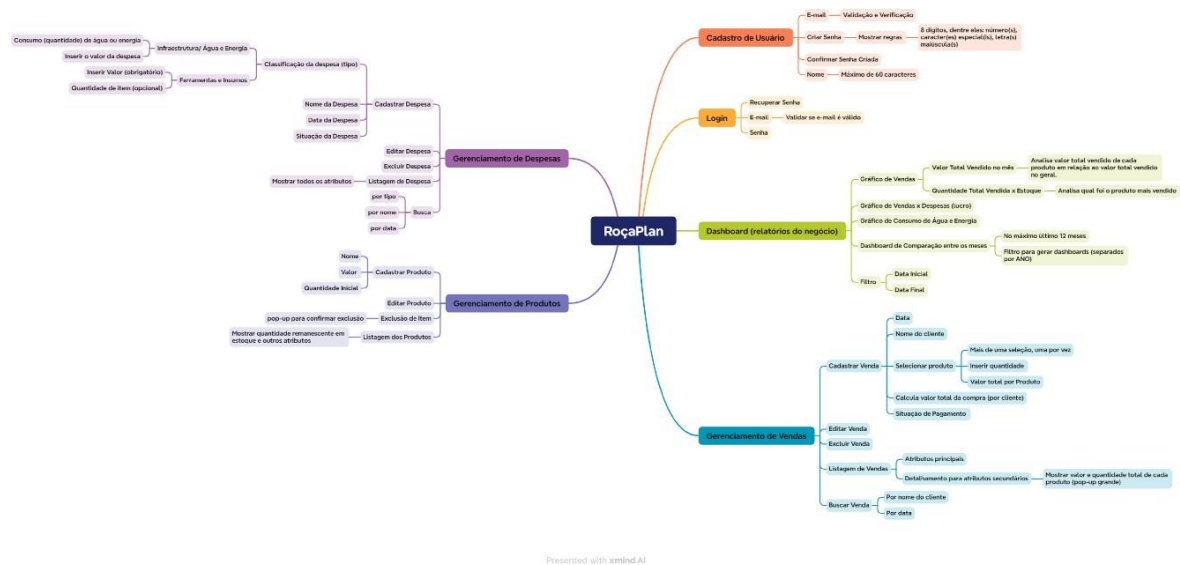 RoçaPlan
Cadastro de Usuário
E-mail
Validação e Verificação
Criar Senha
Mostrar regras
8 dígitos, dentre eles: número(s),
caracter(es) especial(is), letra(s)
maiúscula(s)
Confirmar Senha Criada
Nome
Máximo de 60 caracteres
Login
Recuperar Senha
E-mail
Validar se e-mail é válido
Senha
Dashboard (relatórios do negócio)
Gráfico de Vendas
Valor Total Vendido no mês
Analisa valor total vendido de cada
produto em relação ao valor total vendido
no geral.
Quantidade Total Vendida x Estoque
Analisa qual foi o produto mais vendido
Gráfico de Vendas x Despesas (lucro)
Gráfico de Consumo de Água e Energia
Dashboard de Comparação entre os meses
No máximo último 12 meses
Filtro para gerar dashboards (separados
por ANO)
Filtro
Data Inicial
Data Final
Gerenciamento de Vendas
Cadastrar Venda
Data
Nome do cliente
Selecionar produto
Mais de uma seleção, uma por vez
Inserir quantidade
Valor total por Produto
Calcula valor total da compra (por cliente)
Situação de Pagamento
Editar Venda
Excluir Venda
Listagem de Vendas
Atributos principais
Detalhamento para atributos secundários
Mostrar valor e quantidade total de cada
produto (pop-up grande)
Buscar Venda
Por nome do cliente
Por data
Gerenciamento de Despesas
Cadastrar Despesa
Classificação da despesa (tipo)
Infraestrutura/ Água e Energia
Consumo (quantidade) de água ou energia
Inserir o valor da despesa
Ferramentas e Insumos
Inserir Valor (obrigatório)
Quantidade de item (opcional)
Nome da Despesa
Data da Despesa
Situação da Despesa
Editar Despesa
Excluir Despesa
Listagem de Despesa
Mostrar todos os atributos
Busca
por tipo
por nome
por data
Gerenciamento de Produtos
Cadastrar Produto
Nome
Valor
Quantidade Inicial
Editar Produto
Exclusão de Item
pop-up para confirmar exclusão
Listagem dos Produtos
Mostrar quantidade remanescente em
estoque e outros atributos
Presented with xmind AI